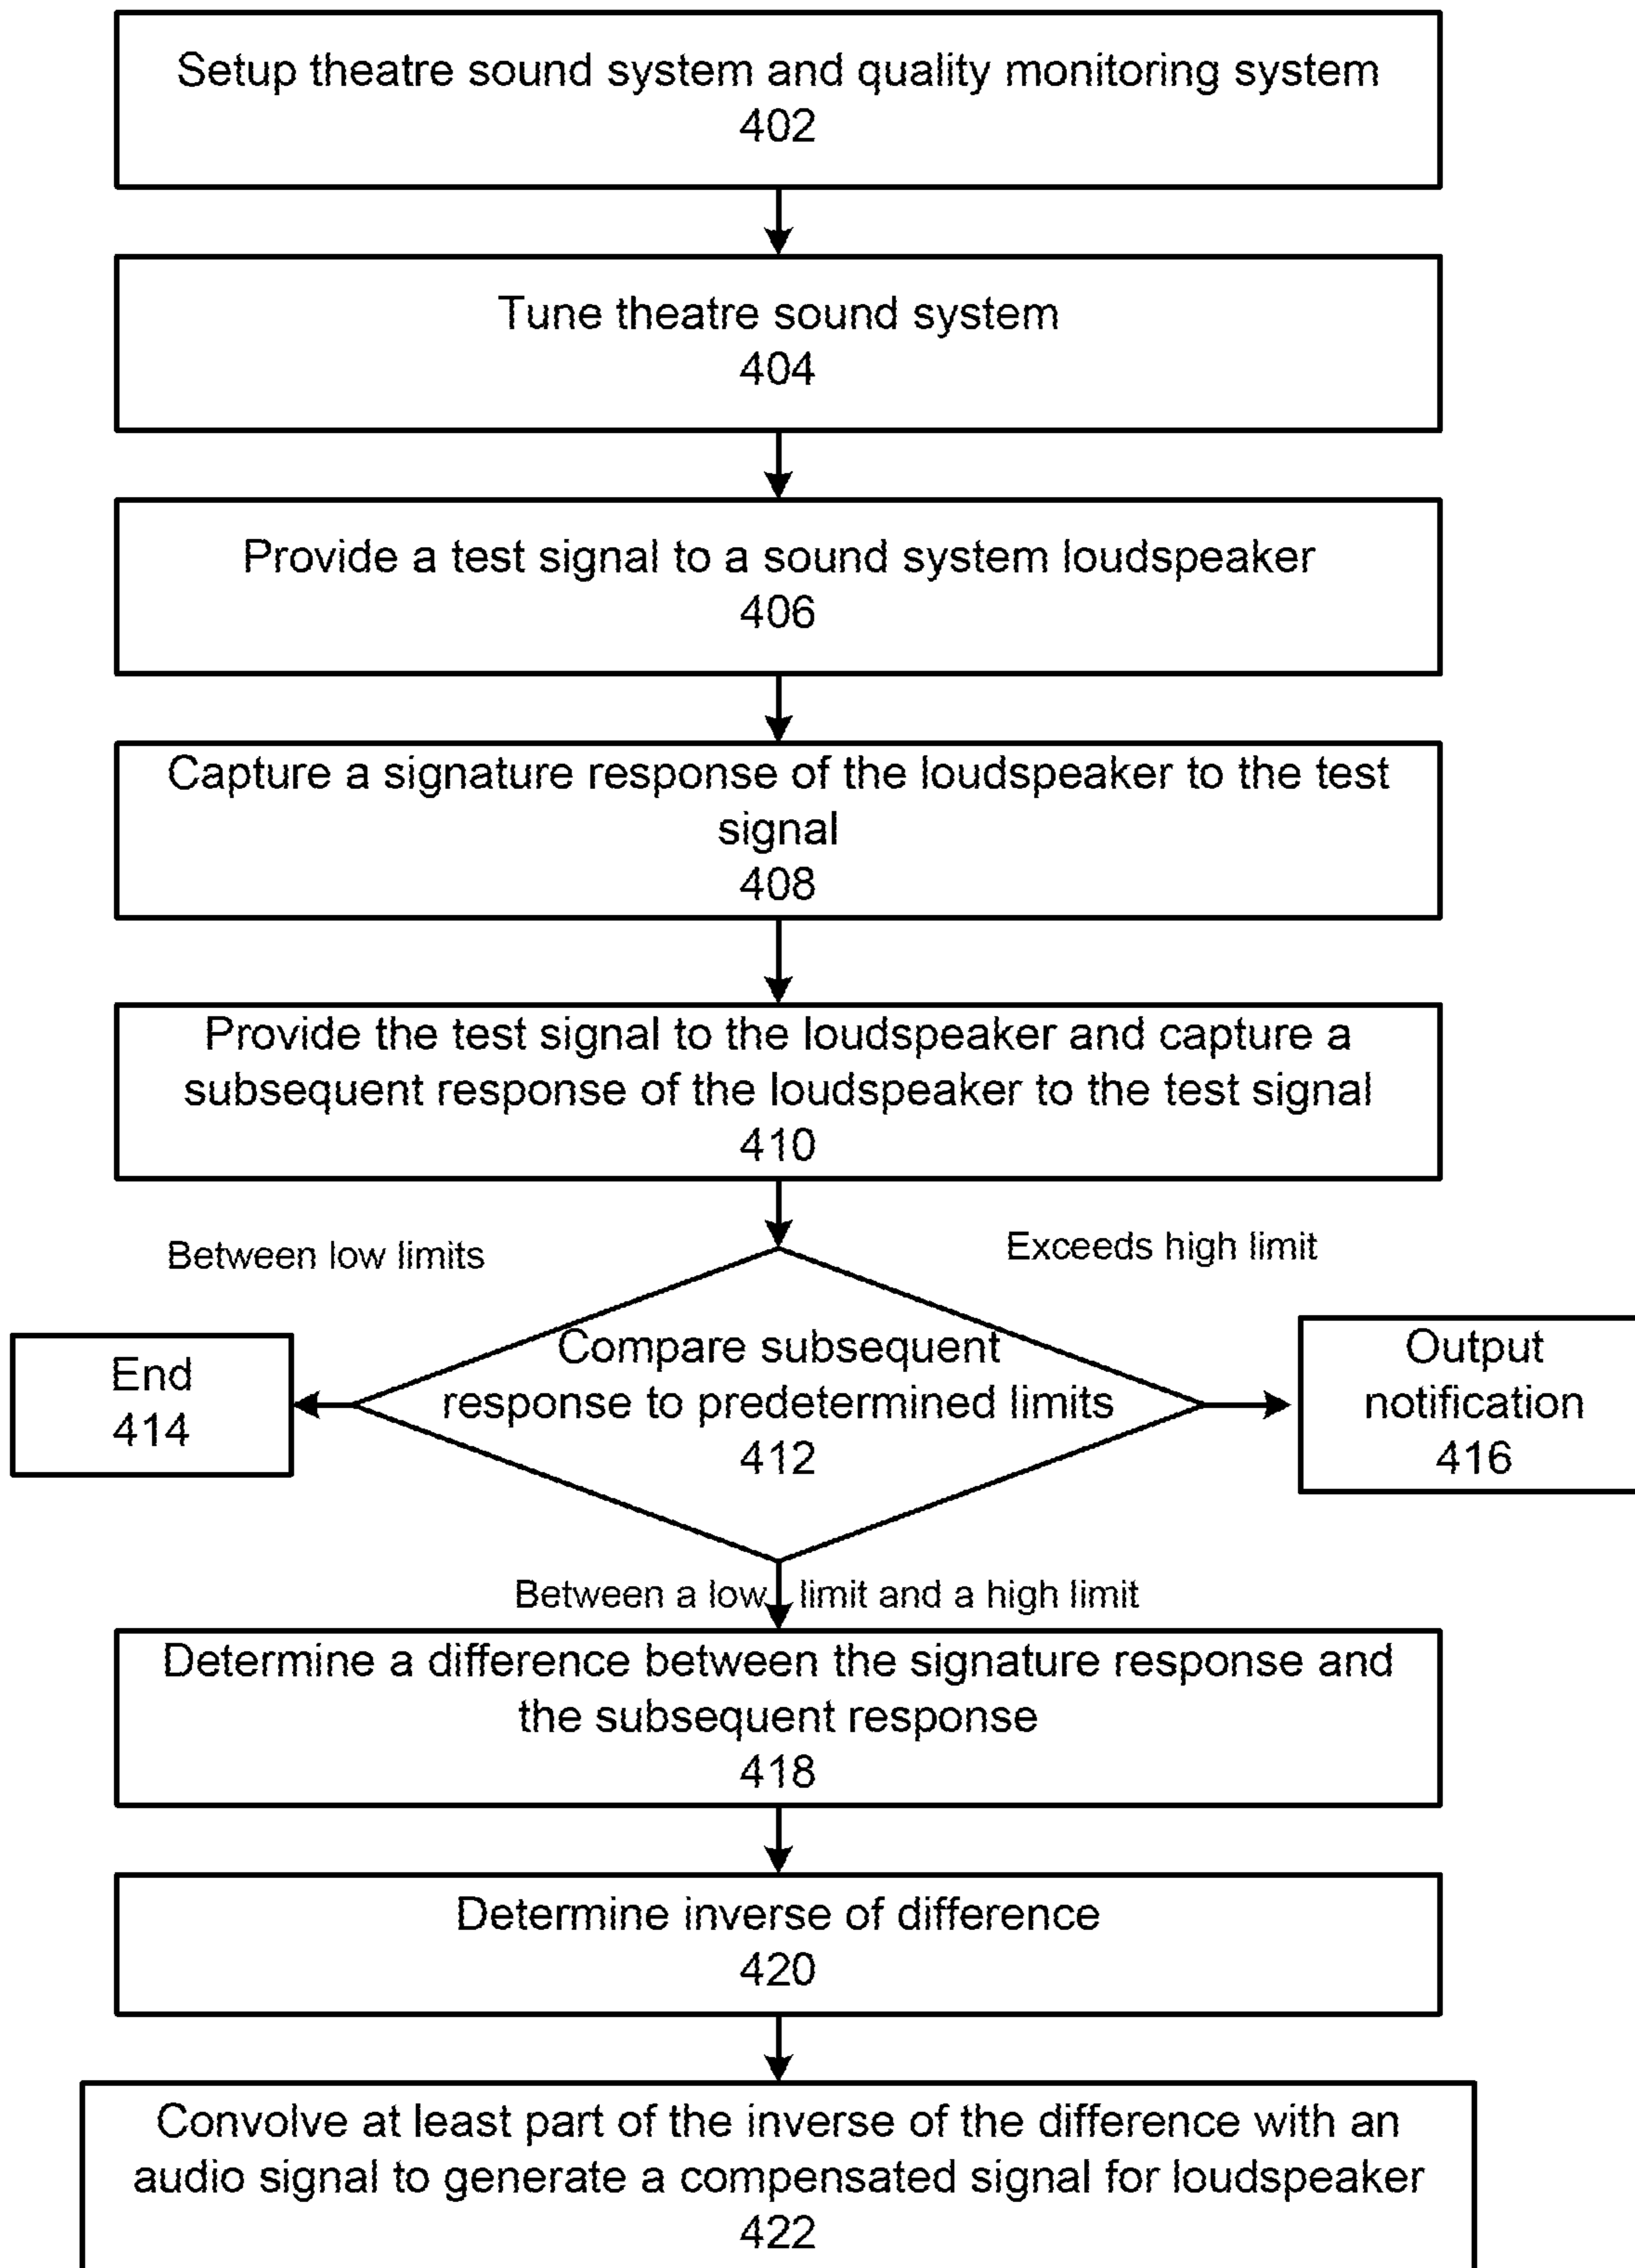 Setup theatre sound system and quality monitoring system
402
Tune theatre sound system
404
Provide a test signal to a sound system loudspeaker
406
Capture a signature response of the loudspeaker to the test
signal
408
Provide the test signal to the loudspeaker and capture a
subsequent response of the loudspeaker to the test signal
410
Between low limits
Exceeds high limit
End
414
Compare subsequent
response to predetermined limits
412
Output
notification
416
Between a low limit and a high limit
Determine a difference between the signature response and
the subsequent response
418
Determine inverse of difference
420
Convolve at least part of the inverse of the difference with an
audio signal to generate a compensated signal for loudspeaker
422